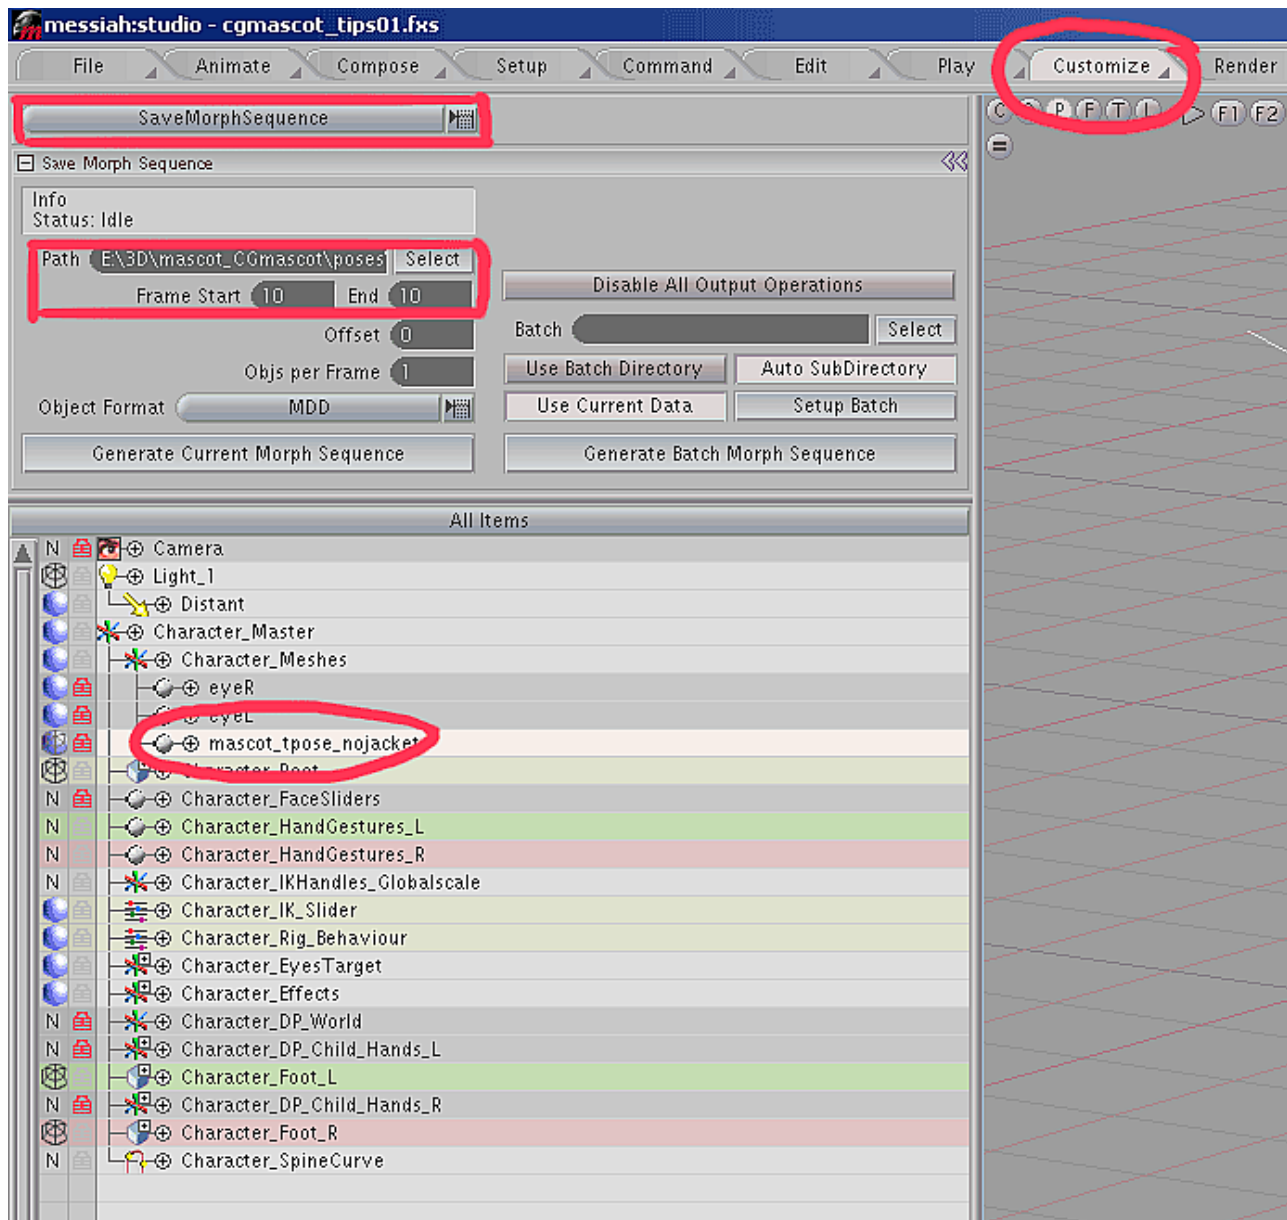 messiah:studio - cgmascot_tips01.fxs
File Animate Compose Setup Command Edit Play Customize Render
SaveMorphSequence
C P F T L F1 F2
=
Save Morph Sequence
Info
Status: Idle
Path E:\3D\mascot_CGmascot\poses Select
Frame Start 10 End 10
Disable All Output Operations
Offset 0
Batch Select
Objs per Frame 1
Use Batch Directory Auto SubDirectory
Object Format MDD
Use Current Data Setup Batch
Generate Current Morph Sequence Generate Batch Morph Sequence
All Items
N Camera
Light_1
Distant
Character_Master
Character_Meshes
eyeR
eyeL
mascot_tpose_nojacket
Character_Root
N Character_FaceSliders
N Character_HandGestures_L
N Character_HandGestures_R
N Character_IKHandles_Globalscale
Character_IK_Slider
Character_Rig_Behaviour
Character_EyesTarget
Character_Effects
N Character_DP_World
N Character_DP_Child_Hands_L
Character_Foot_L
N Character_DP_Child_Hands_R
Character_Foot_R
N Character_SpineCurve